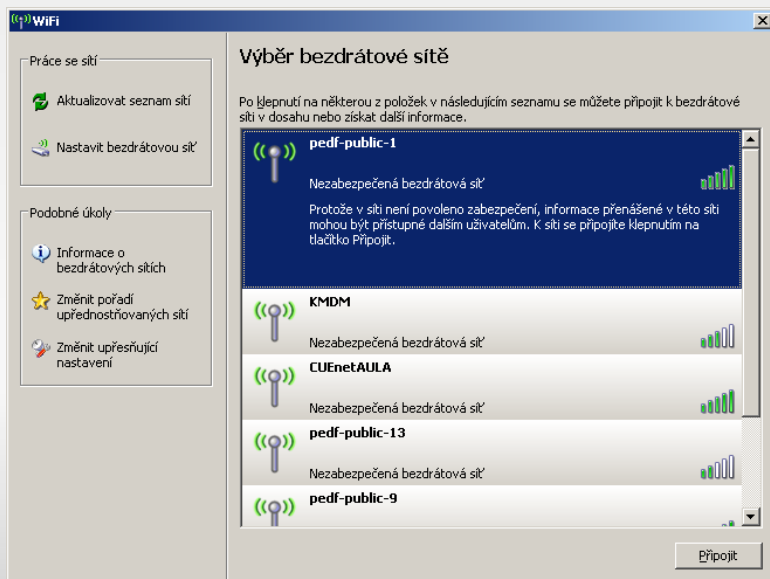 WiFi
Práce se sítí
Aktualizovat seznam sítí
Nastavit bezdrátovou síť
Podobné úkoly
Informace o
bezdrátových sítích
Změnit pořadí
upřednostňovaných sítí
Změnit upřesňující
nastavení
Výběr bezdrátové sítě
Po klepnutí na některou z položek v následujícím seznamu se můžete připojit k bezdrátové
síti v dosahu nebo získat další informace.
pedf-public-1
Nezabezpečená bezdrátová síť
Protože v síti není povoleno zabezpečení, informace přenášené v této síti
mohou být přístupné dalším uživatelům. K síti se připojíte klepnutím na
tlačítko Připojit.
KMDM
Nezabezpečená bezdrátová síť
CUEnetAULA
Nezabezpečená bezdrátová síť
pedf-public-13
Nezabezpečená bezdrátová síť
pedf-public-9
Připojit